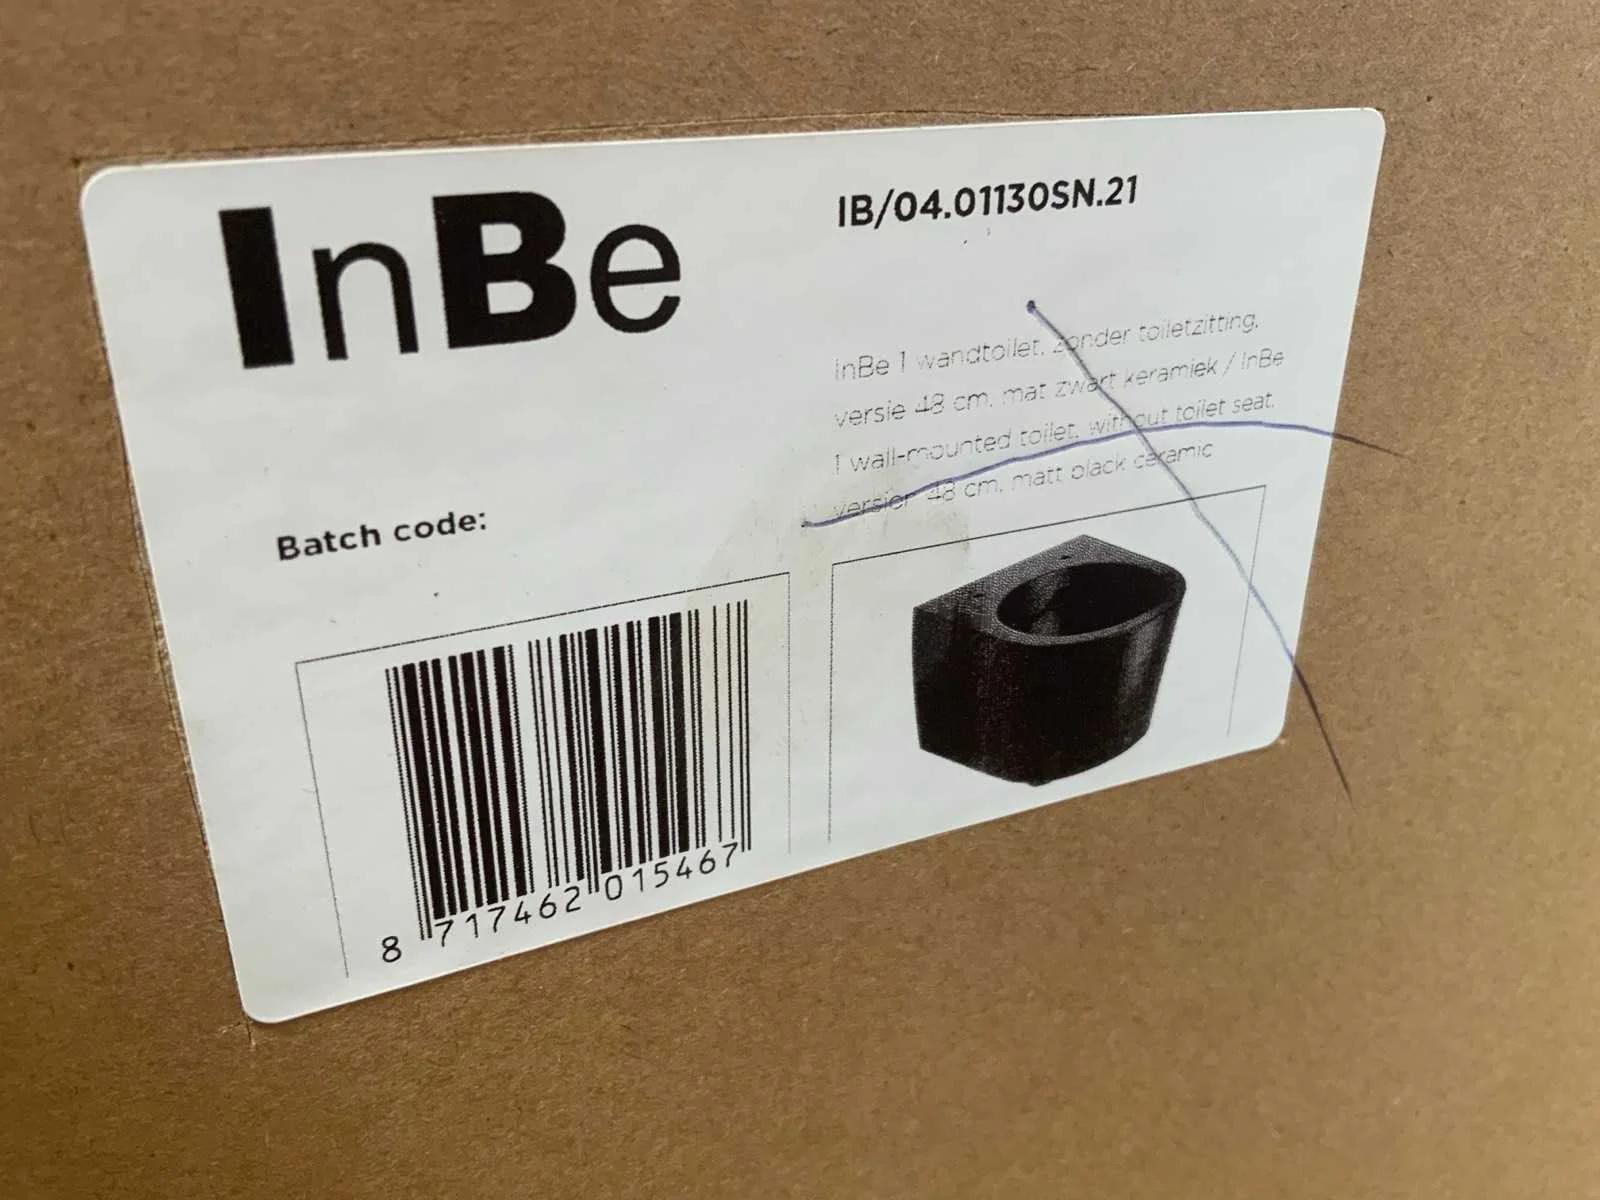 InBe
IB/04.01130SN.21
InBe 1 wandtoilet, zonder toiletzitting,
versie 48 cm, mat zwart keramiek / InBe
1 wall-mounted toilet, without toilet seat,
versien 48 cm, matt black ceramic
Batch code:
8 717462 015467